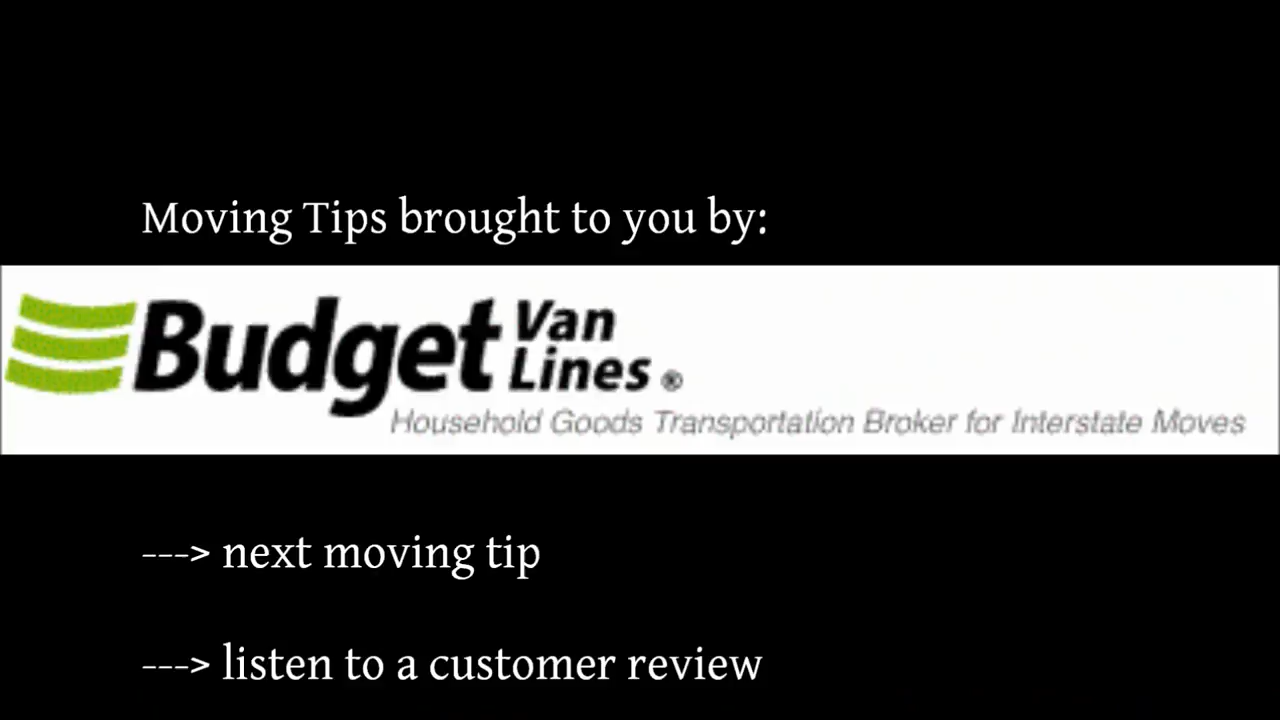 Moving Tips brought to you by:
Budget Van Lines ®
Household Goods Transportation Broker for Interstate Moves
---> next moving tip
---> listen to a customer review